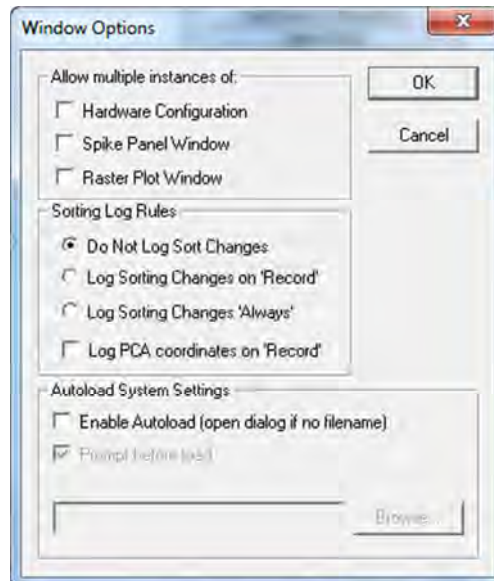 Window Options
Allow multiple instances of:
OK
Hardware Configuration
Cancel
Spike Panel Window
Raster Plot Window
Sorting Log Rules
Do Not Log Sort Changes
Log Sorting Changes on 'Record'
Log Sorting Changes 'Always'
Log PCA coordinates on 'Record'
Autoload System Settings
Enable Autoload (open dialog if no filename)
Prompt before load
Browse...